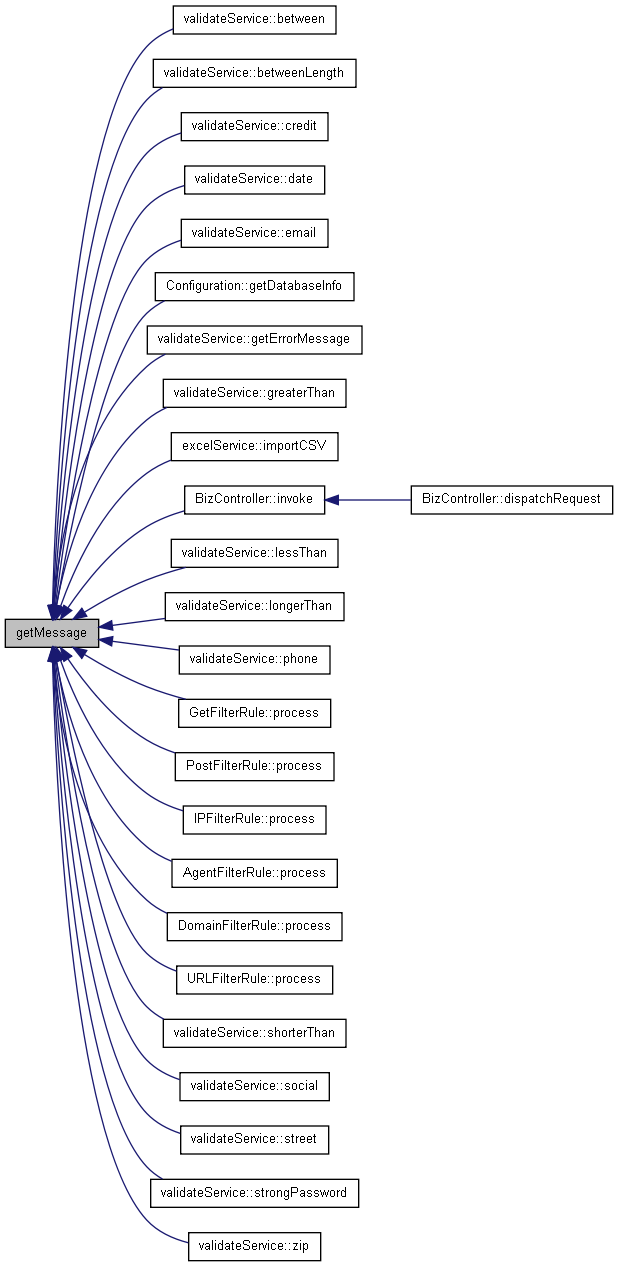 validateService::between
validateService::betweenLength
validateService::credit
validateService::date
validateService::email
Configuration::getDatabaseInfo
validateService::getErrorMessage
validateService::greaterThan
excelService::importCSV
BizController::invoke
BizController::dispatchRequest
validateService::lessThan
validateService::longerThan
getMessage
validateService::phone
GetFilterRule::process
PostFilterRule::process
IPFilterRule::process
AgentFilterRule::process
DomainFilterRule::process
URLFilterRule::process
validateService::shorterThan
validateService::social
validateService::street
validateService::strongPassword
validateService::zip